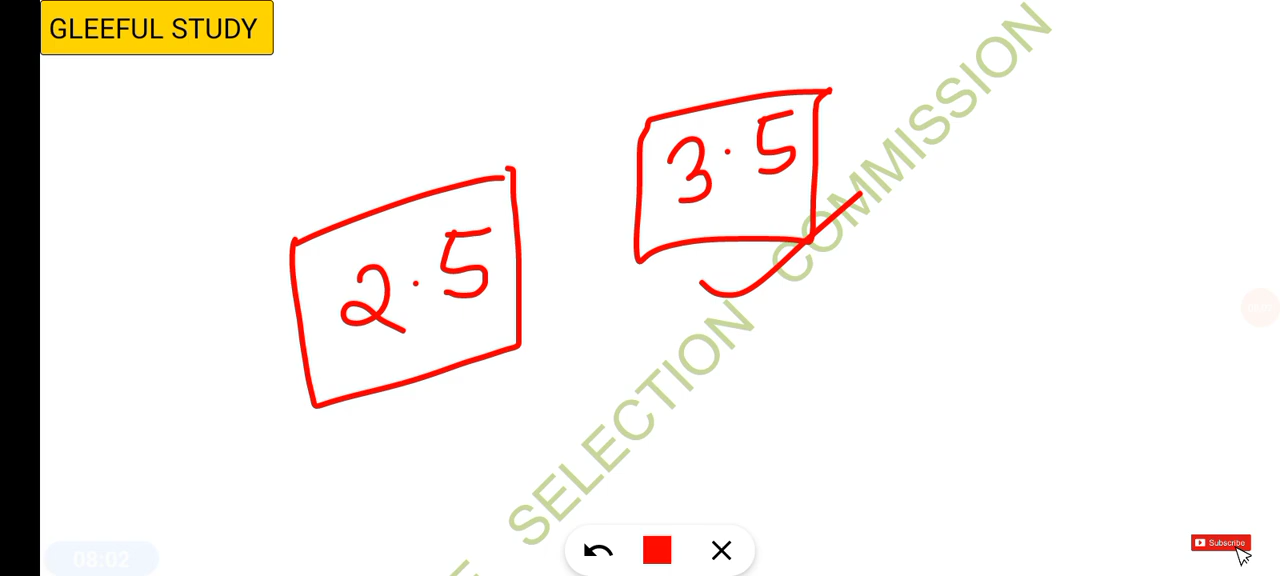 GLEEFUL STUDY
3.5
2.5
SELECTION COMMISSION
08:02
Subscribe